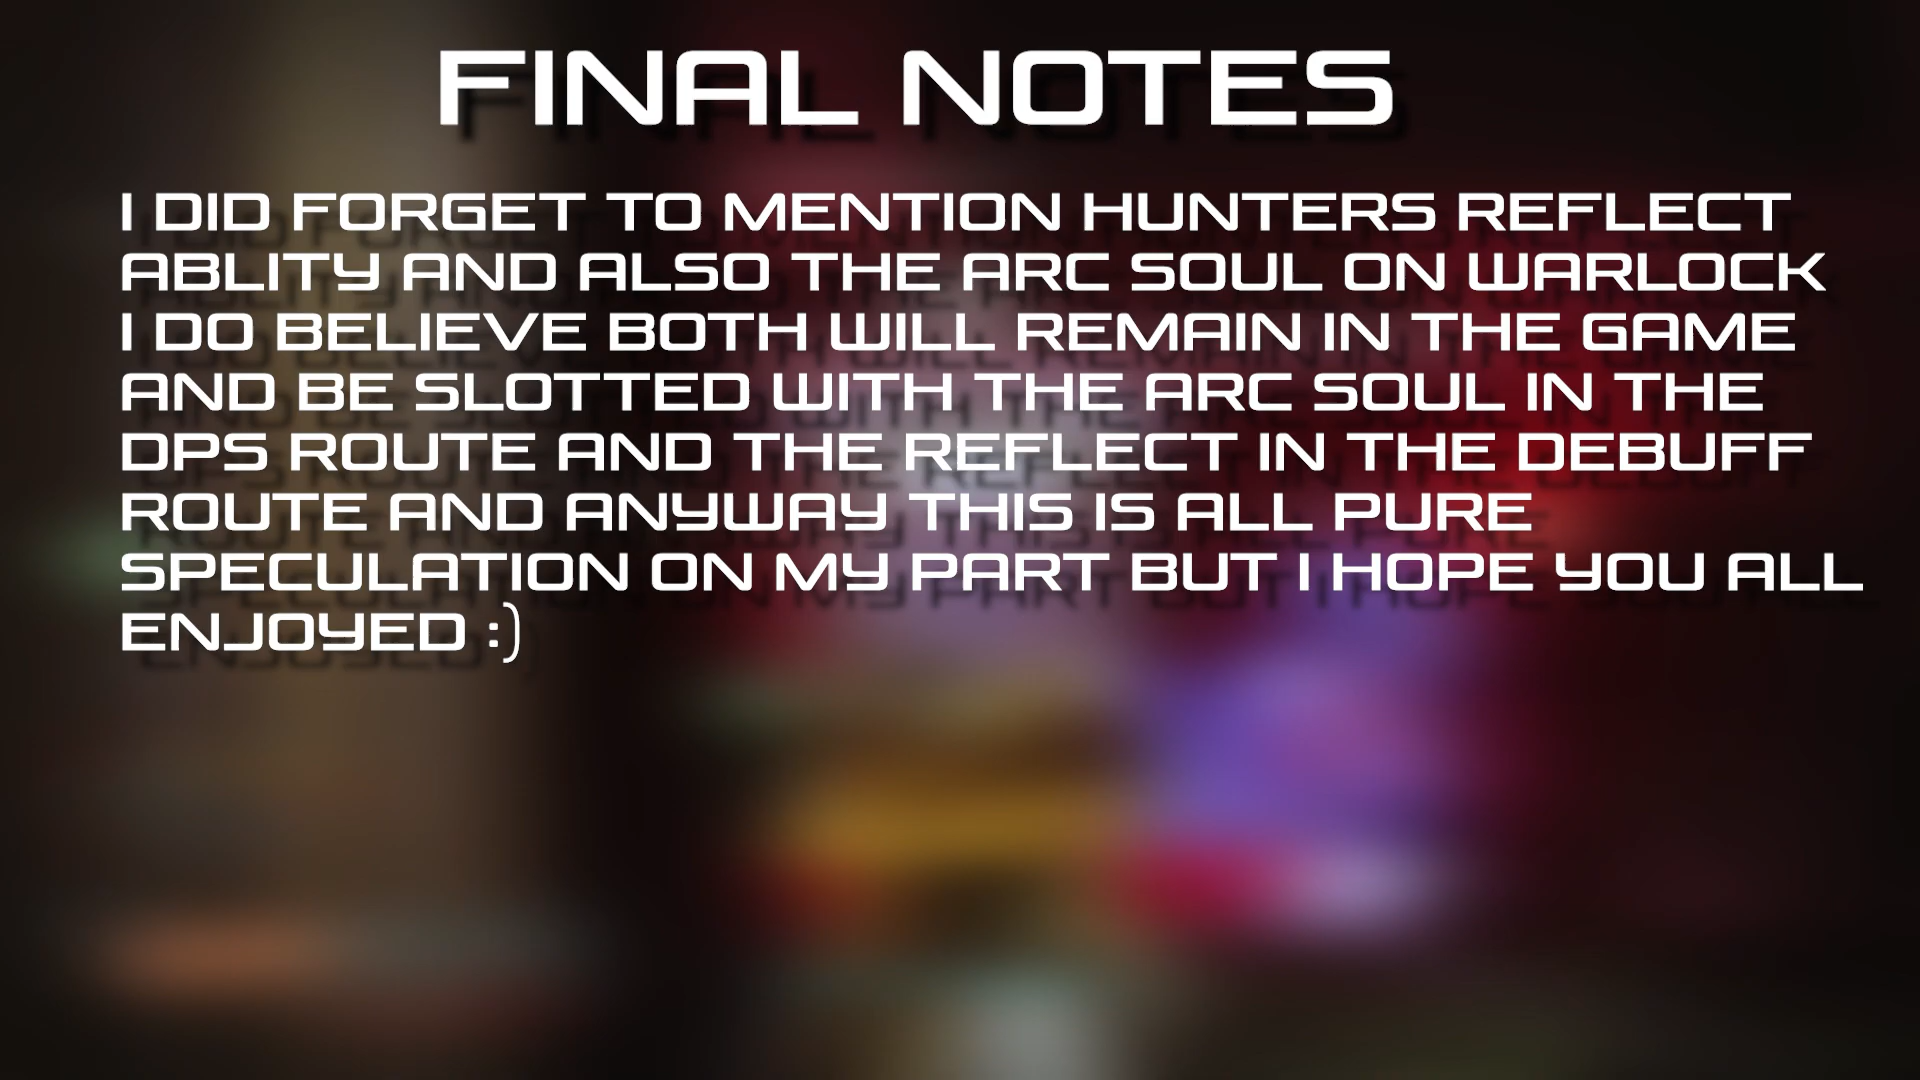 FINAL NOTES
I DID FORGET TO MENTION HUNTERS REFLECT
ABLITY AND ALSO THE ARC SOUL ON WARLOCK
I DO BELIEVE BOTH WILL REMAIN IN THE GAME
AND BE SLOTTED WITH THE ARC SOUL IN THE
DPS ROUTE AND THE REFLECT IN THE DEBUFF
ROUTE AND ANYWAY THIS IS ALL PURE
SPECULATION ON MY PART BUT I HOPE YOU ALL
ENJOYED :)